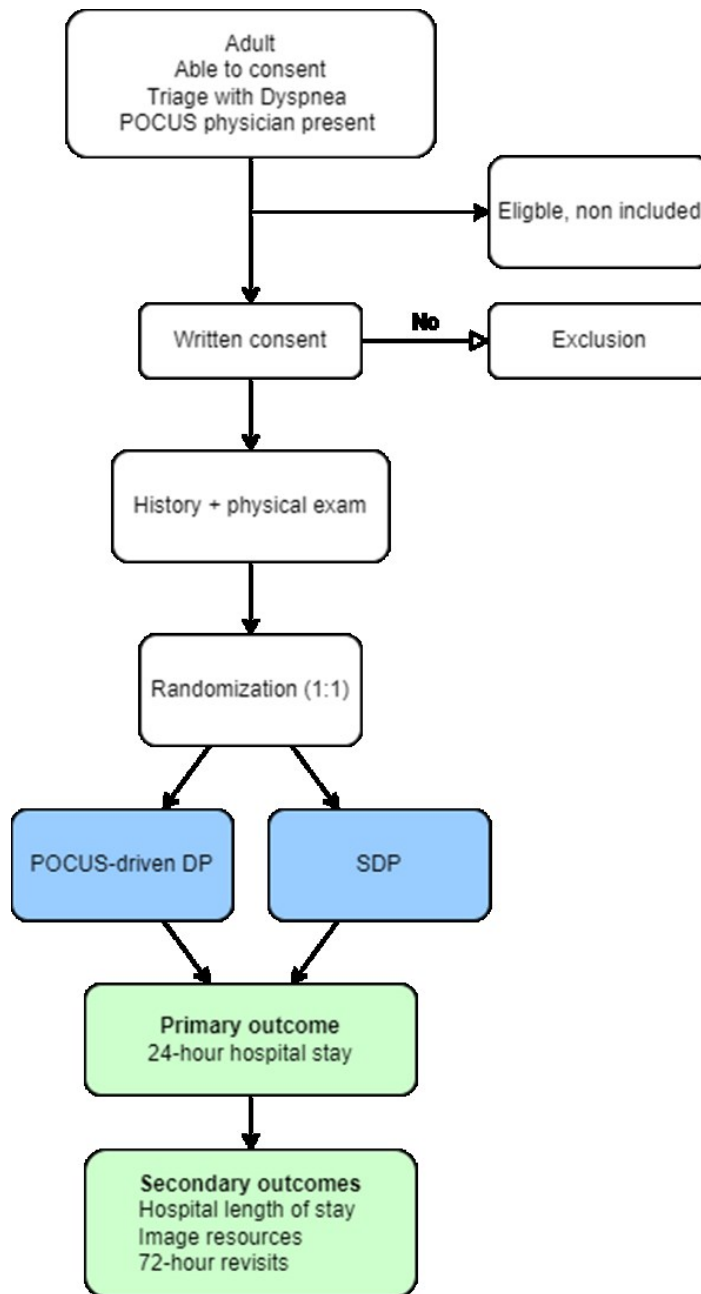 Adult
Able to consent
Triage with Dyspnea
POCUS physician present
Eligble, non included
Written consent
No
Exclusion
History + physical exam
Randomization (1:1)
POCUS-driven DP
SDP
Primary outcome
24-hour hospital stay
Secondary outcomes
Hospital length of stay
Image resources
72-hour revisits